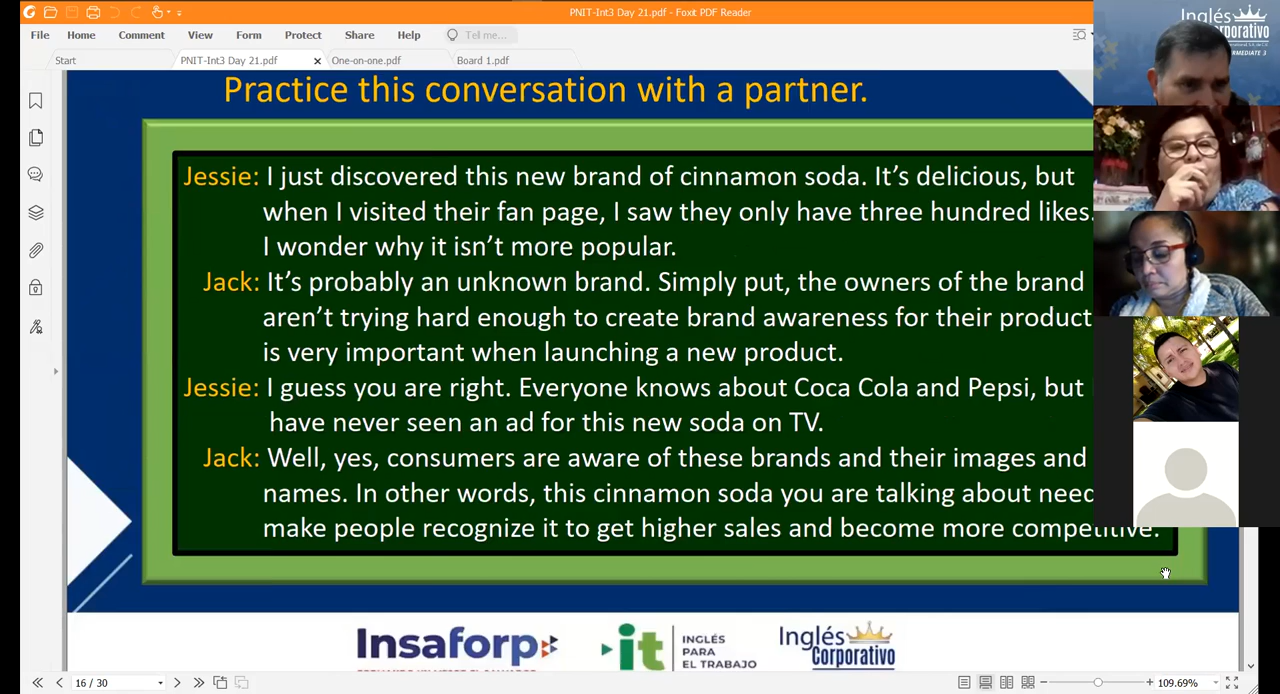 PNIT-Int3 Day 21.pdf - Foxit PDF Reader
File Home Comment View Form Protect Share Help Tell me...
Start PNIT-Int3 Day 21.pdf One-on-one.pdf Board 1.pdf
Inglés
Corporativo
INTERMEDIATE 3
Practice this conversation with a partner.
Jessie: I just discovered this new brand of cinnamon soda. It's delicious, but
when I visited their fan page, I saw they only have three hundred likes.
I wonder why it isn't more popular.
Jack: It's probably an unknown brand. Simply put, the owners of the brand
aren't trying hard enough to create brand awareness for their product
is very important when launching a new product.
Jessie: I guess you are right. Everyone knows about Coca Cola and Pepsi, but
have never seen an ad for this new soda on TV.
Jack: Well, yes, consumers are aware of these brands and their images and
names. In other words, this cinnamon soda you are talking about need
make people recognize it to get higher sales and become more competitive.
Insaforp
it INGLÉS
PARA
EL TRABAJO
Inglés
Corporativo
16 / 30
109.69%